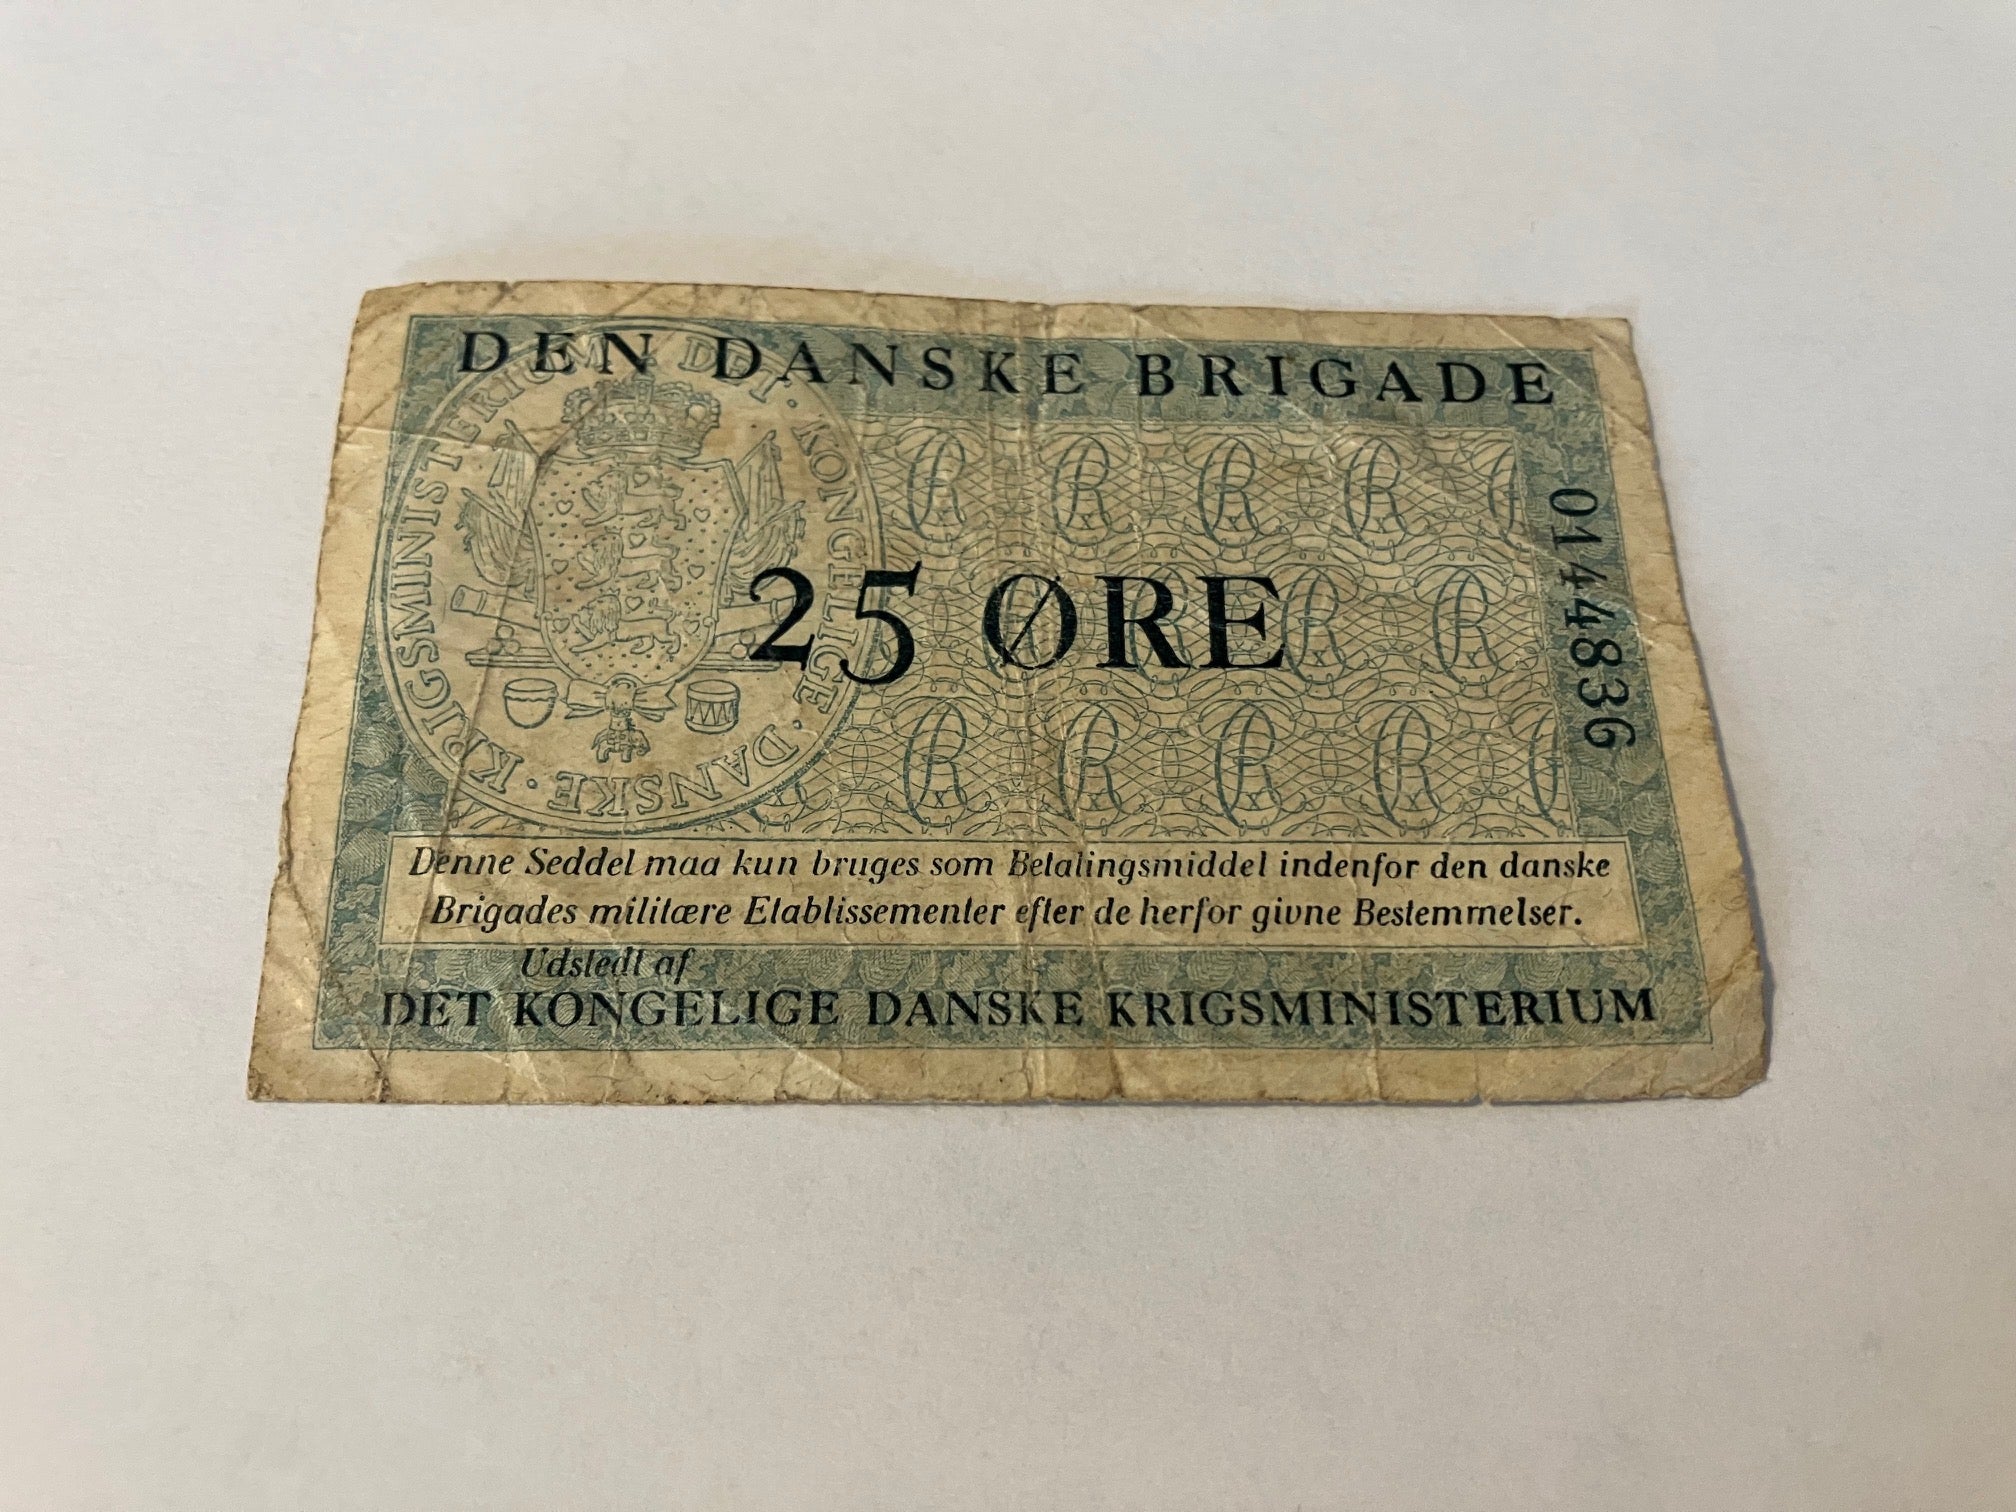 DEN DANSKE BRIGADE
KRIGSMINISTERIUM · DET · KONGELIGE · DANSKE ·
25 ØRE
0144836
Denne Seddel maa kun bruges som Betalingsmiddel indenfor den danske
Brigades militære Etablissementer efter de herfor givne Bestemmelser.
Udstedt af
DET KONGELIGE DANSKE KRIGSMINISTERIUM